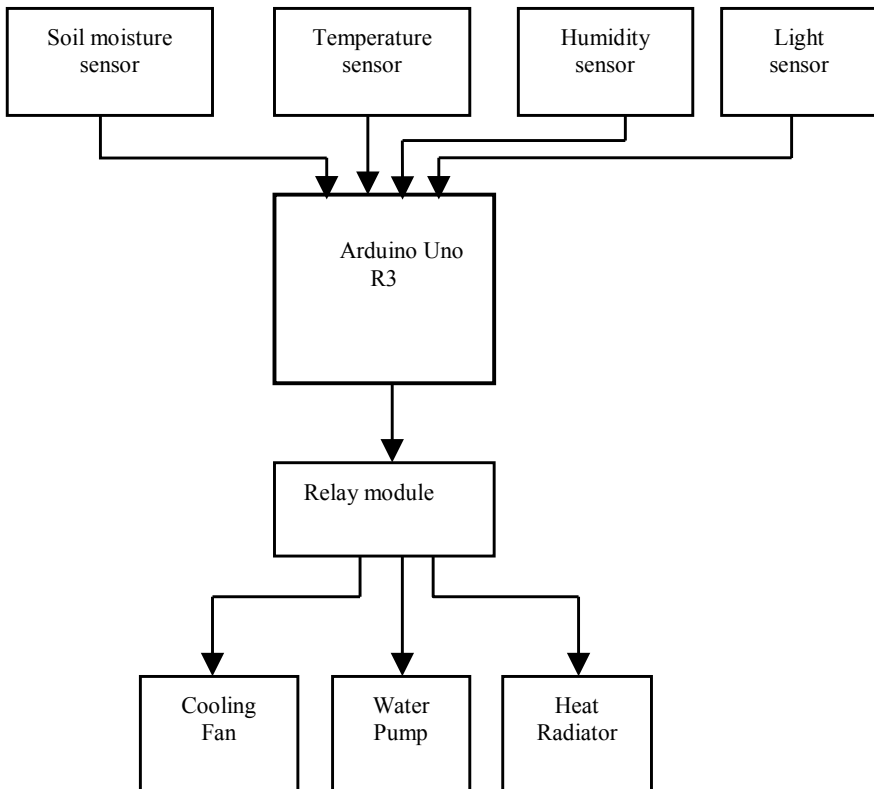 Soil moisture
sensor
Temperature
sensor
Humidity
sensor
Light
sensor
Arduino Uno
R3
Relay module
Cooling
Fan
Water
Pump
Heat
Radiator